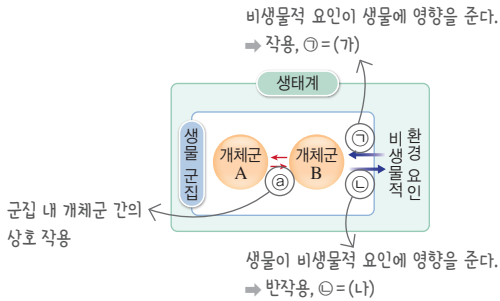 비생물적 요인이 생물에 영향을 준다.
➡ 작용, ㉠=(가)
생태계
생물 군집
개체군
A
개체군
B
㉠
㉡
ⓐ
비생물적
환경 요인
군집 내 개체군 간의
상호 작용
생물이 비생물적 요인에 영향을 준다.
➡ 반작용, ㉡=(나)